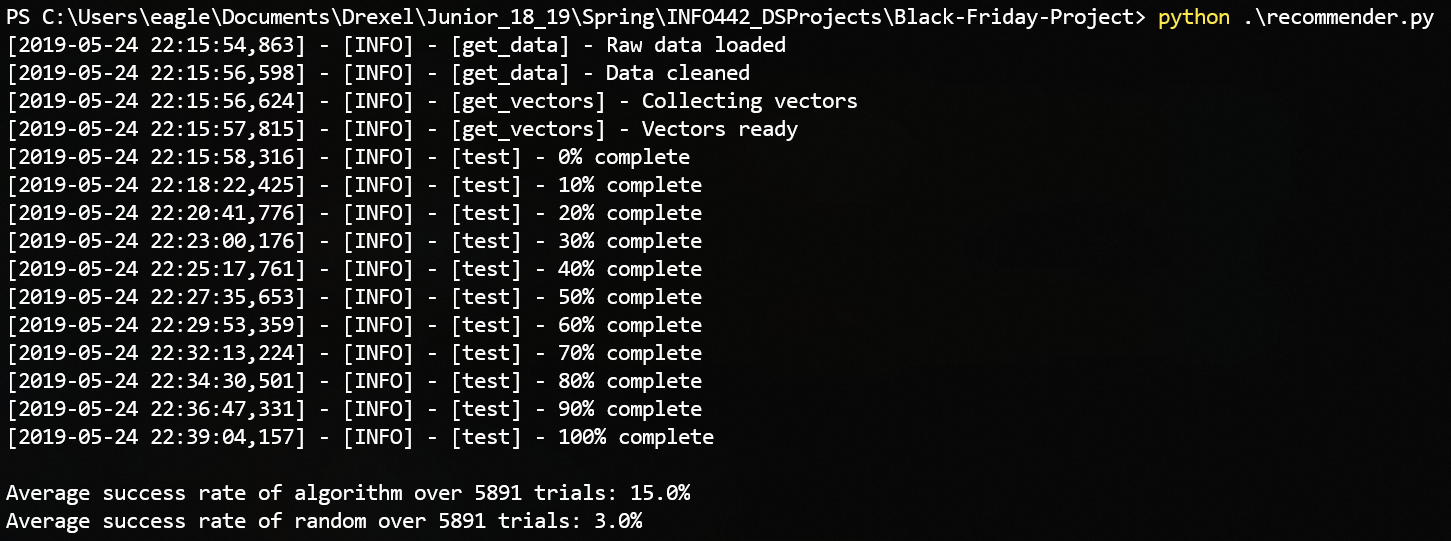 PS C:\Users\eagle\Documents\Drexel\Junior_18_19\Spring\INFO442_DSProjects\Black-Friday-Project> python .\recommender.py
[2019-05-24 22:15:54,863] - [INFO] - [get_data] - Raw data loaded
[2019-05-24 22:15:56,598] - [INFO] - [get_data] - Data cleaned
[2019-05-24 22:15:56,624] - [INFO] - [get_vectors] - Collecting vectors
[2019-05-24 22:15:57,815] - [INFO] - [get_vectors] - Vectors ready
[2019-05-24 22:15:58,316] - [INFO] - [test] - 0% complete
[2019-05-24 22:18:22,425] - [INFO] - [test] - 10% complete
[2019-05-24 22:20:41,776] - [INFO] - [test] - 20% complete
[2019-05-24 22:23:00,176] - [INFO] - [test] - 30% complete
[2019-05-24 22:25:17,761] - [INFO] - [test] - 40% complete
[2019-05-24 22:27:35,653] - [INFO] - [test] - 50% complete
[2019-05-24 22:29:53,359] - [INFO] - [test] - 60% complete
[2019-05-24 22:32:13,224] - [INFO] - [test] - 70% complete
[2019-05-24 22:34:30,501] - [INFO] - [test] - 80% complete
[2019-05-24 22:36:47,331] - [INFO] - [test] - 90% complete
[2019-05-24 22:39:04,157] - [INFO] - [test] - 100% complete
Average success rate of algorithm over 5891 trials: 15.0%
Average success rate of random over 5891 trials: 3.0%